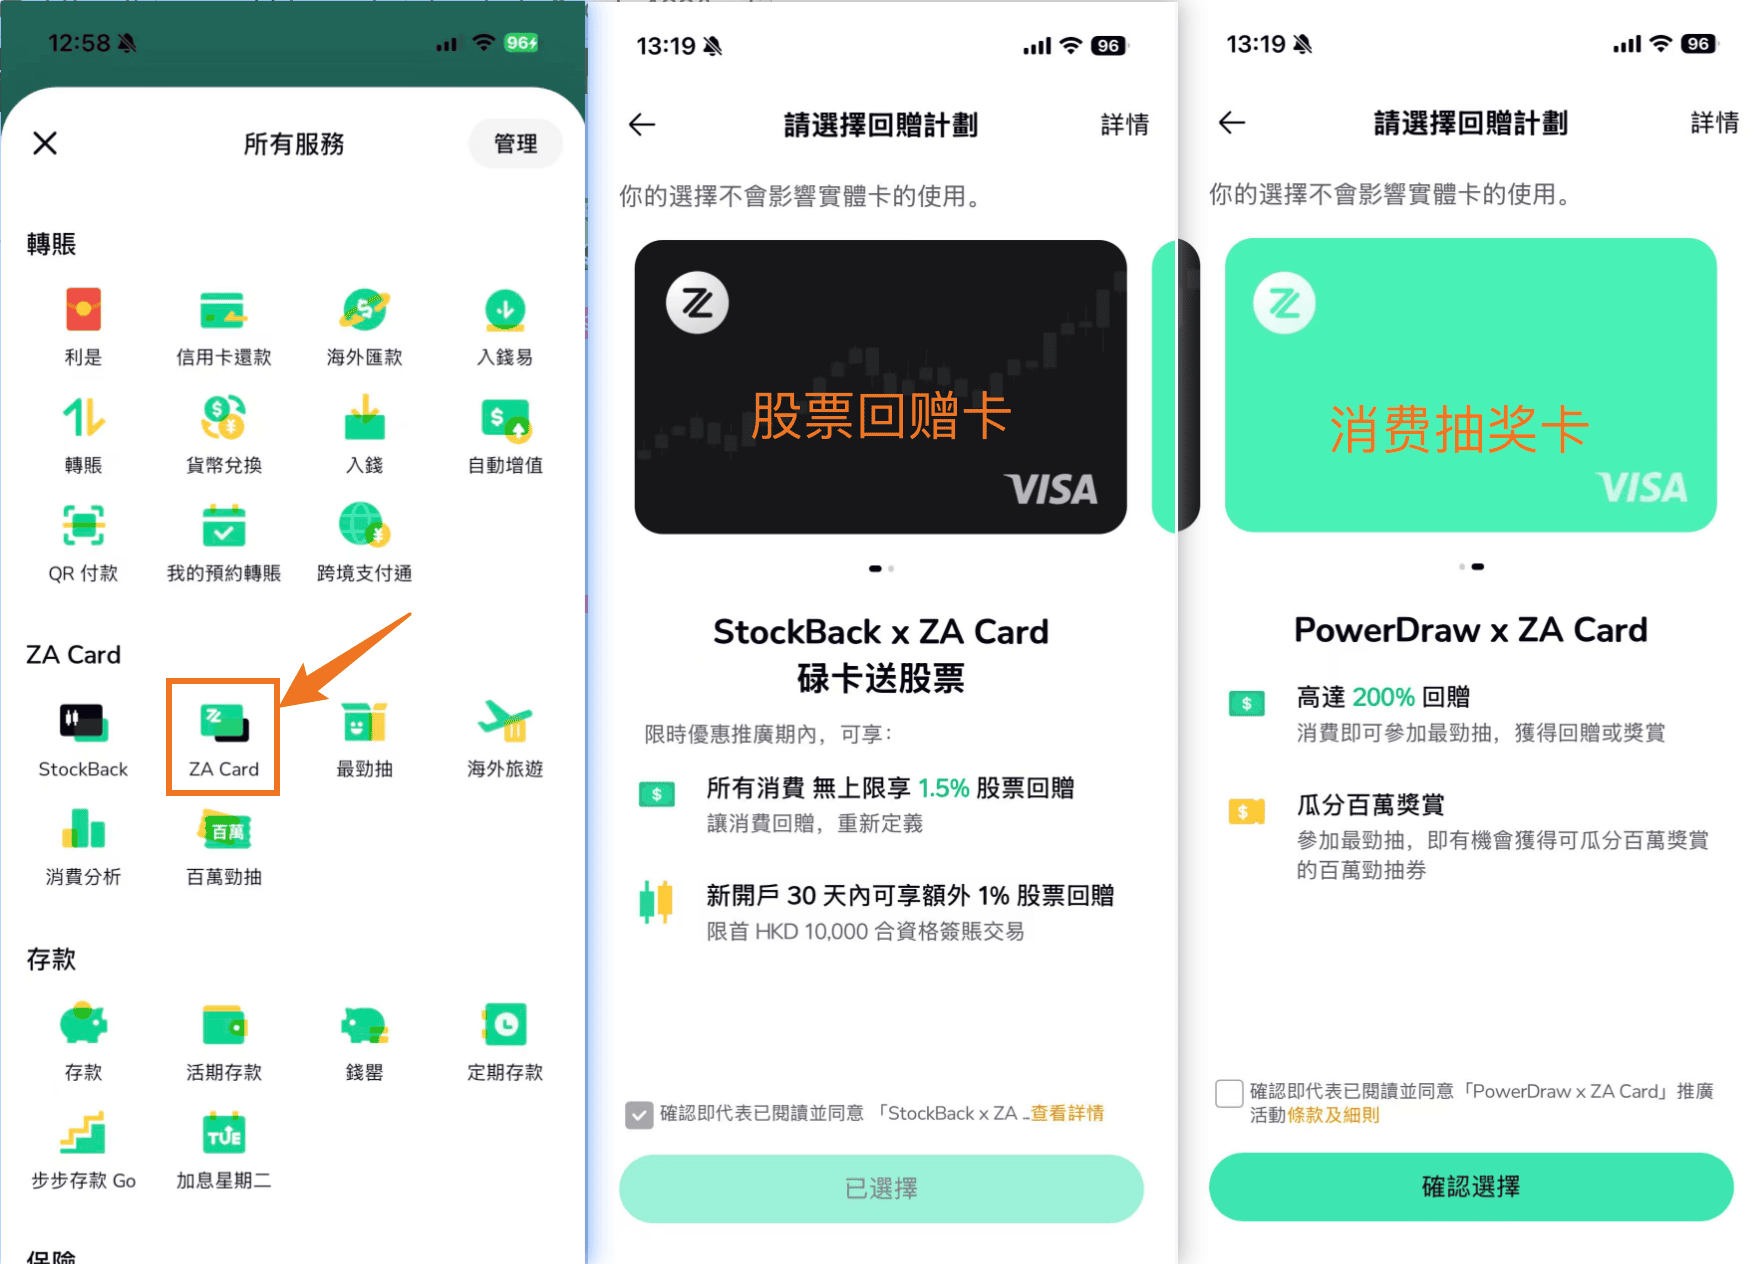 12:58
96
所有服務
管理
轉賬
利是
信用卡還款
海外匯款
入錢易
轉賬
貨幣兌換
入錢
自動增值
QR 付款
我的預約轉賬
跨境支付通
ZA Card
StockBack
ZA Card
最勁抽
海外旅遊
百萬
消費分析
百萬勁抽
存款
存款
活期存款
錢罌
定期存款
TUE
步步存款 Go
加息星期二
保險
13:19
96
請選擇回贈計劃
詳情
你的選擇不會影響實體卡的使用。
股票回赠卡
VISA
StockBack x ZA Card
碌卡送股票
限時優惠推廣期內，可享：
所有消費 無上限享 1.5% 股票回贈
讓消費回贈，重新定義
新開戶 30 天內可享額外 1% 股票回贈
限首 HKD 10,000 合資格簽賬交易
確認即代表已閱讀並同意 「StockBack x ZA ...查看詳情
已選擇
13:19
96
請選擇回贈計劃
詳情
你的選擇不會影響實體卡的使用。
消费抽奖卡
VISA
PowerDraw x ZA Card
高達 200% 回贈
消費即可參加最勁抽，獲得回贈或獎賞
瓜分百萬獎賞
參加最勁抽，即有機會獲得可瓜分百萬獎賞
的百萬勁抽券
確認即代表已閱讀並同意「PowerDraw x ZA Card」推廣
活動條款及細則
確認選擇